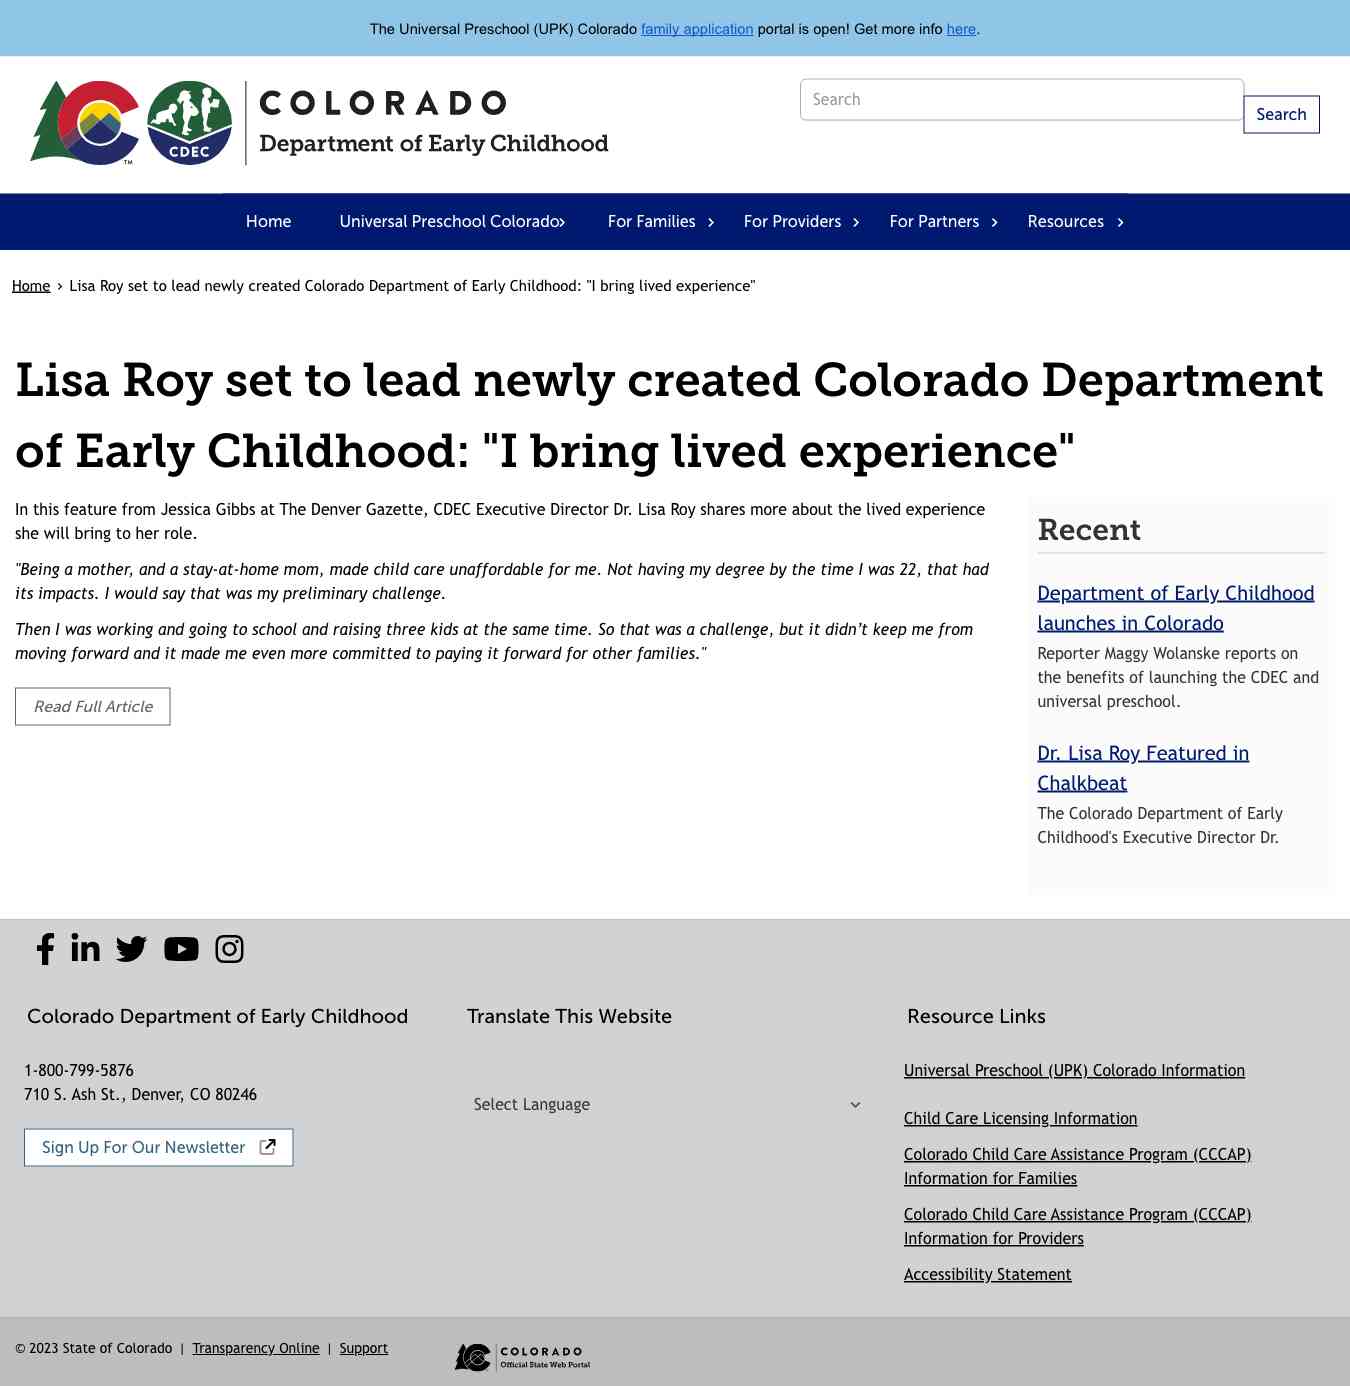 The Universal Preschool (UPK) Colorado family application portal is open! Get more info here.
CDEC
TM
COLORADO
Department of Early Childhood
Search
Search
Home
Universal Preschool Colorado
For Families
For Providers
For Partners
Resources
Home › Lisa Roy set to lead newly created Colorado Department of Early Childhood: "I bring lived experience"
Lisa Roy set to lead newly created Colorado Department
of Early Childhood: "I bring lived experience"
In this feature from Jessica Gibbs at The Denver Gazette, CDEC Executive Director Dr. Lisa Roy shares more about the lived experience
she will bring to her role.
"Being a mother, and a stay-at-home mom, made child care unaffordable for me. Not having my degree by the time I was 22, that had
its impacts. I would say that was my preliminary challenge.
Then I was working and going to school and raising three kids at the same time. So that was a challenge, but it didn’t keep me from
moving forward and it made me even more committed to paying it forward for other families."
Read Full Article
Recent
Department of Early Childhood
launches in Colorado
Reporter Maggy Wolanske reports on
the benefits of launching the CDEC and
universal preschool.
Dr. Lisa Roy Featured in
Chalkbeat
The Colorado Department of Early
Childhood's Executive Director Dr.
Colorado Department of Early Childhood
1-800-799-5876
710 S. Ash St., Denver, CO 80246
Sign Up For Our Newsletter
Translate This Website
Select Language
Resource Links
Universal Preschool (UPK) Colorado Information
Child Care Licensing Information
Colorado Child Care Assistance Program (CCCAP)
Information for Families
Colorado Child Care Assistance Program (CCCAP)
Information for Providers
Accessibility Statement
© 2023 State of Colorado | Transparency Online | Support
COLORADO
Official State Web Portal